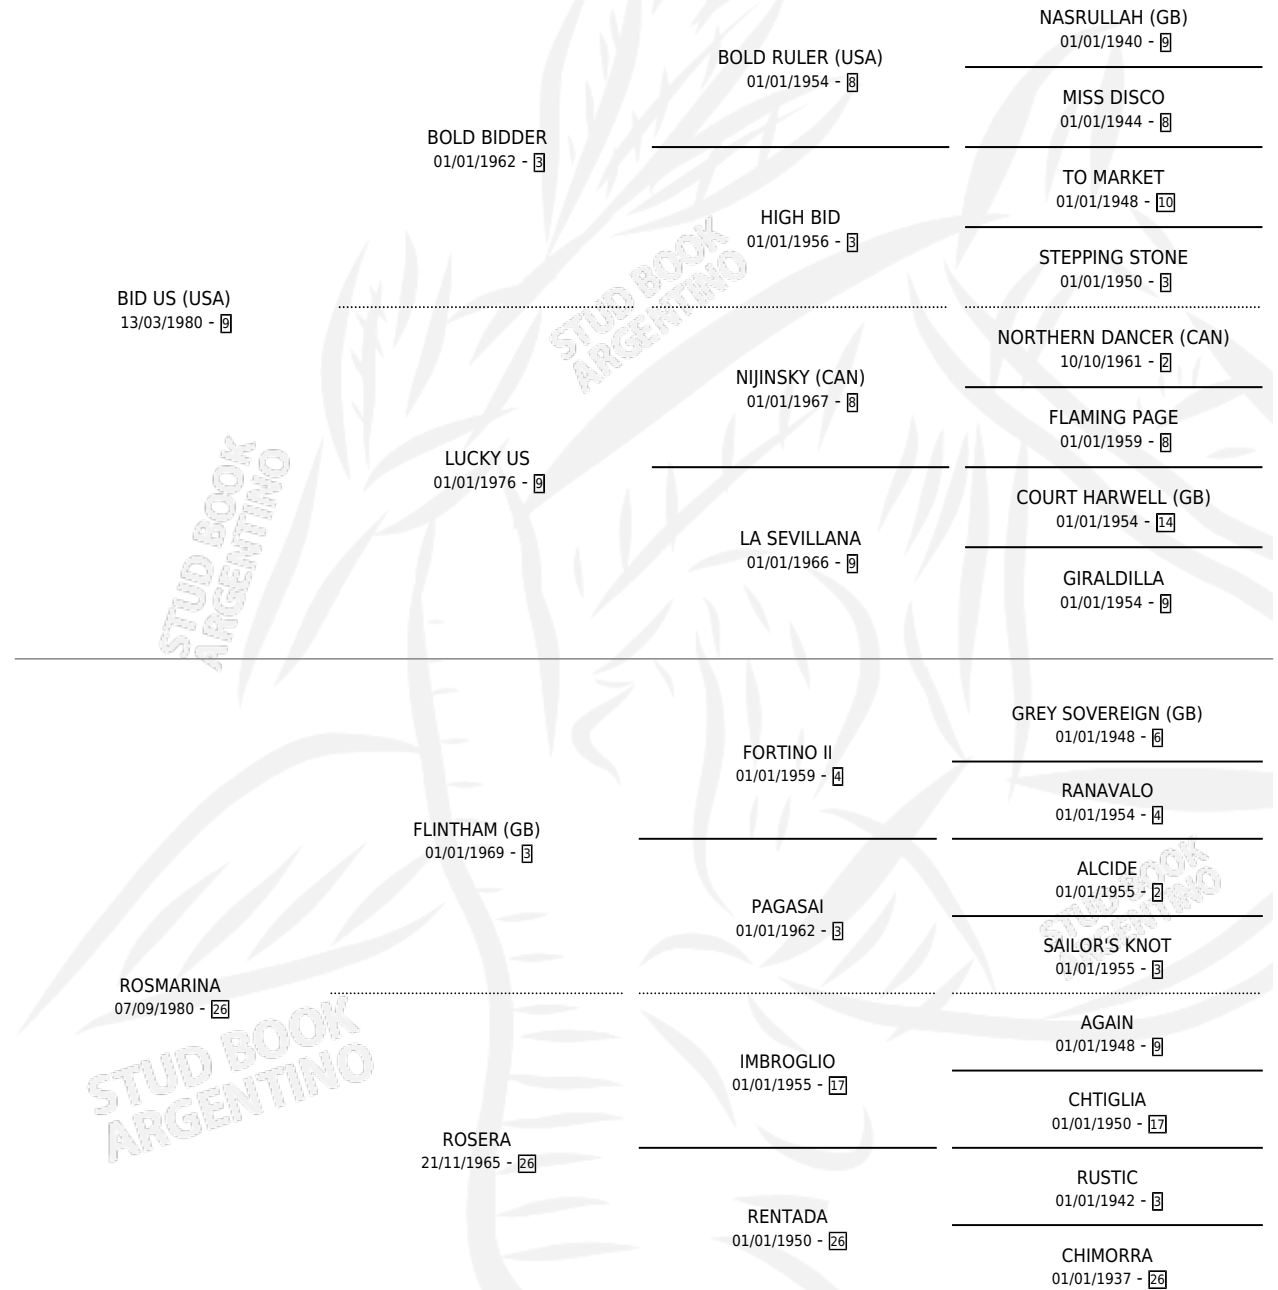 NASRULLAH (GB)
01/01/1940 - 9
BOLD RULER (USA)
01/01/1954 - 8
MISS DISCO
01/01/1944 - 8
BOLD BIDDER
01/01/1962 - 3
TO MARKET
01/01/1948 - 10
HIGH BID
01/01/1956 - 3
STEPPING STONE
01/01/1950 - 3
BID US (USA)
13/03/1980 - 9
NORTHERN DANCER (CAN)
10/10/1961 - 2
NIJINSKY (CAN)
01/01/1967 - 8
FLAMING PAGE
01/01/1959 - 8
LUCKY US
01/01/1976 - 9
COURT HARWELL (GB)
01/01/1954 - 14
LA SEVILLANA
01/01/1966 - 9
GIRALDILLA
01/01/1954 - 9
STUD BOOK
ARGENTINO
STUD BOOK
ARGENTINO
GREY SOVEREIGN (GB)
01/01/1948 - 6
FORTINO II
01/01/1959 - 4
RANAVALO
01/01/1954 - 4
FLINTHAM (GB)
01/01/1969 - 3
ALCIDE
01/01/1955 - 2
PAGASAI
01/01/1962 - 3
SAILOR'S KNOT
01/01/1955 - 3
ROSMARINA
07/09/1980 - 26
AGAIN
01/01/1948 - 9
IMBROGLIO
01/01/1955 - 17
CHTIGLIA
01/01/1950 - 17
ROSERA
21/11/1965 - 26
RUSTIC
01/01/1942 - 3
RENTADA
01/01/1950 - 26
CHIMORRA
01/01/1937 - 26
STUD BOOK
ARGENTINO
STUD BOOK
ARGENTINO